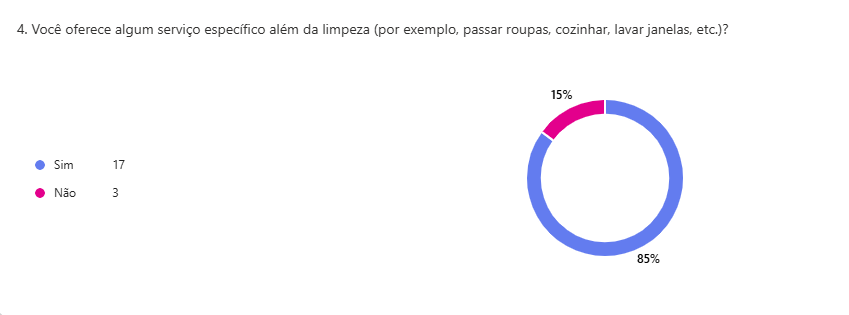 4. Você oferece algum serviço específico além da limpeza (por exemplo, passar roupas, cozinhar, lavar janelas, etc.)?
15%
Sim 17
Não 3
85%